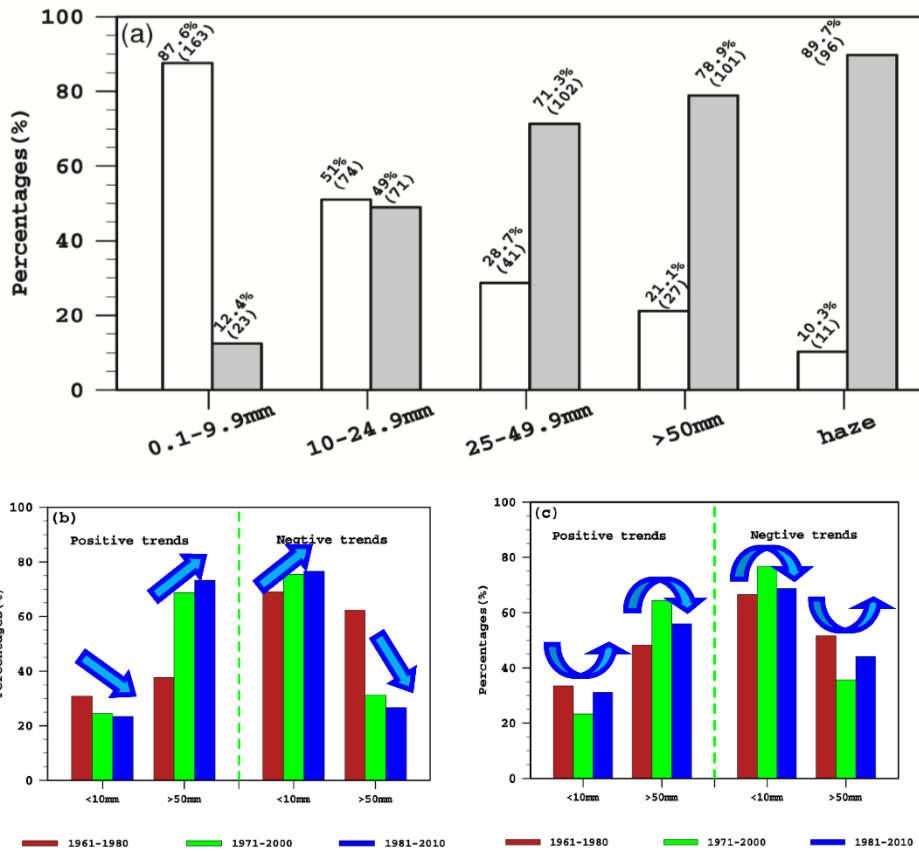 (a)
100
80
60
40
20
0
Percentages(%)
87.6%
(163)
12.4%
(23)
51%
(74)
49%
(71)
28.7%
(41)
71.3%
(102)
21.1%
(27)
78.9%
(101)
10.3%
(11)
89.7%
(96)
0.1-9.9mm
10-24.9mm
25-49.9mm
>50mm
haze
(b)
Positive trends
Negtive trends
100
80
60
40
20
0
Percentages(%)
<10mm
>50mm
<10mm
>50mm
1961-1980
1971-2000
1981-2010
(c)
Positive trends
Negtive trends
100
80
60
40
20
0
Percentages(%)
<10mm
>50mm
<10mm
>50mm
1961-1980
1971-2000
1981-2010